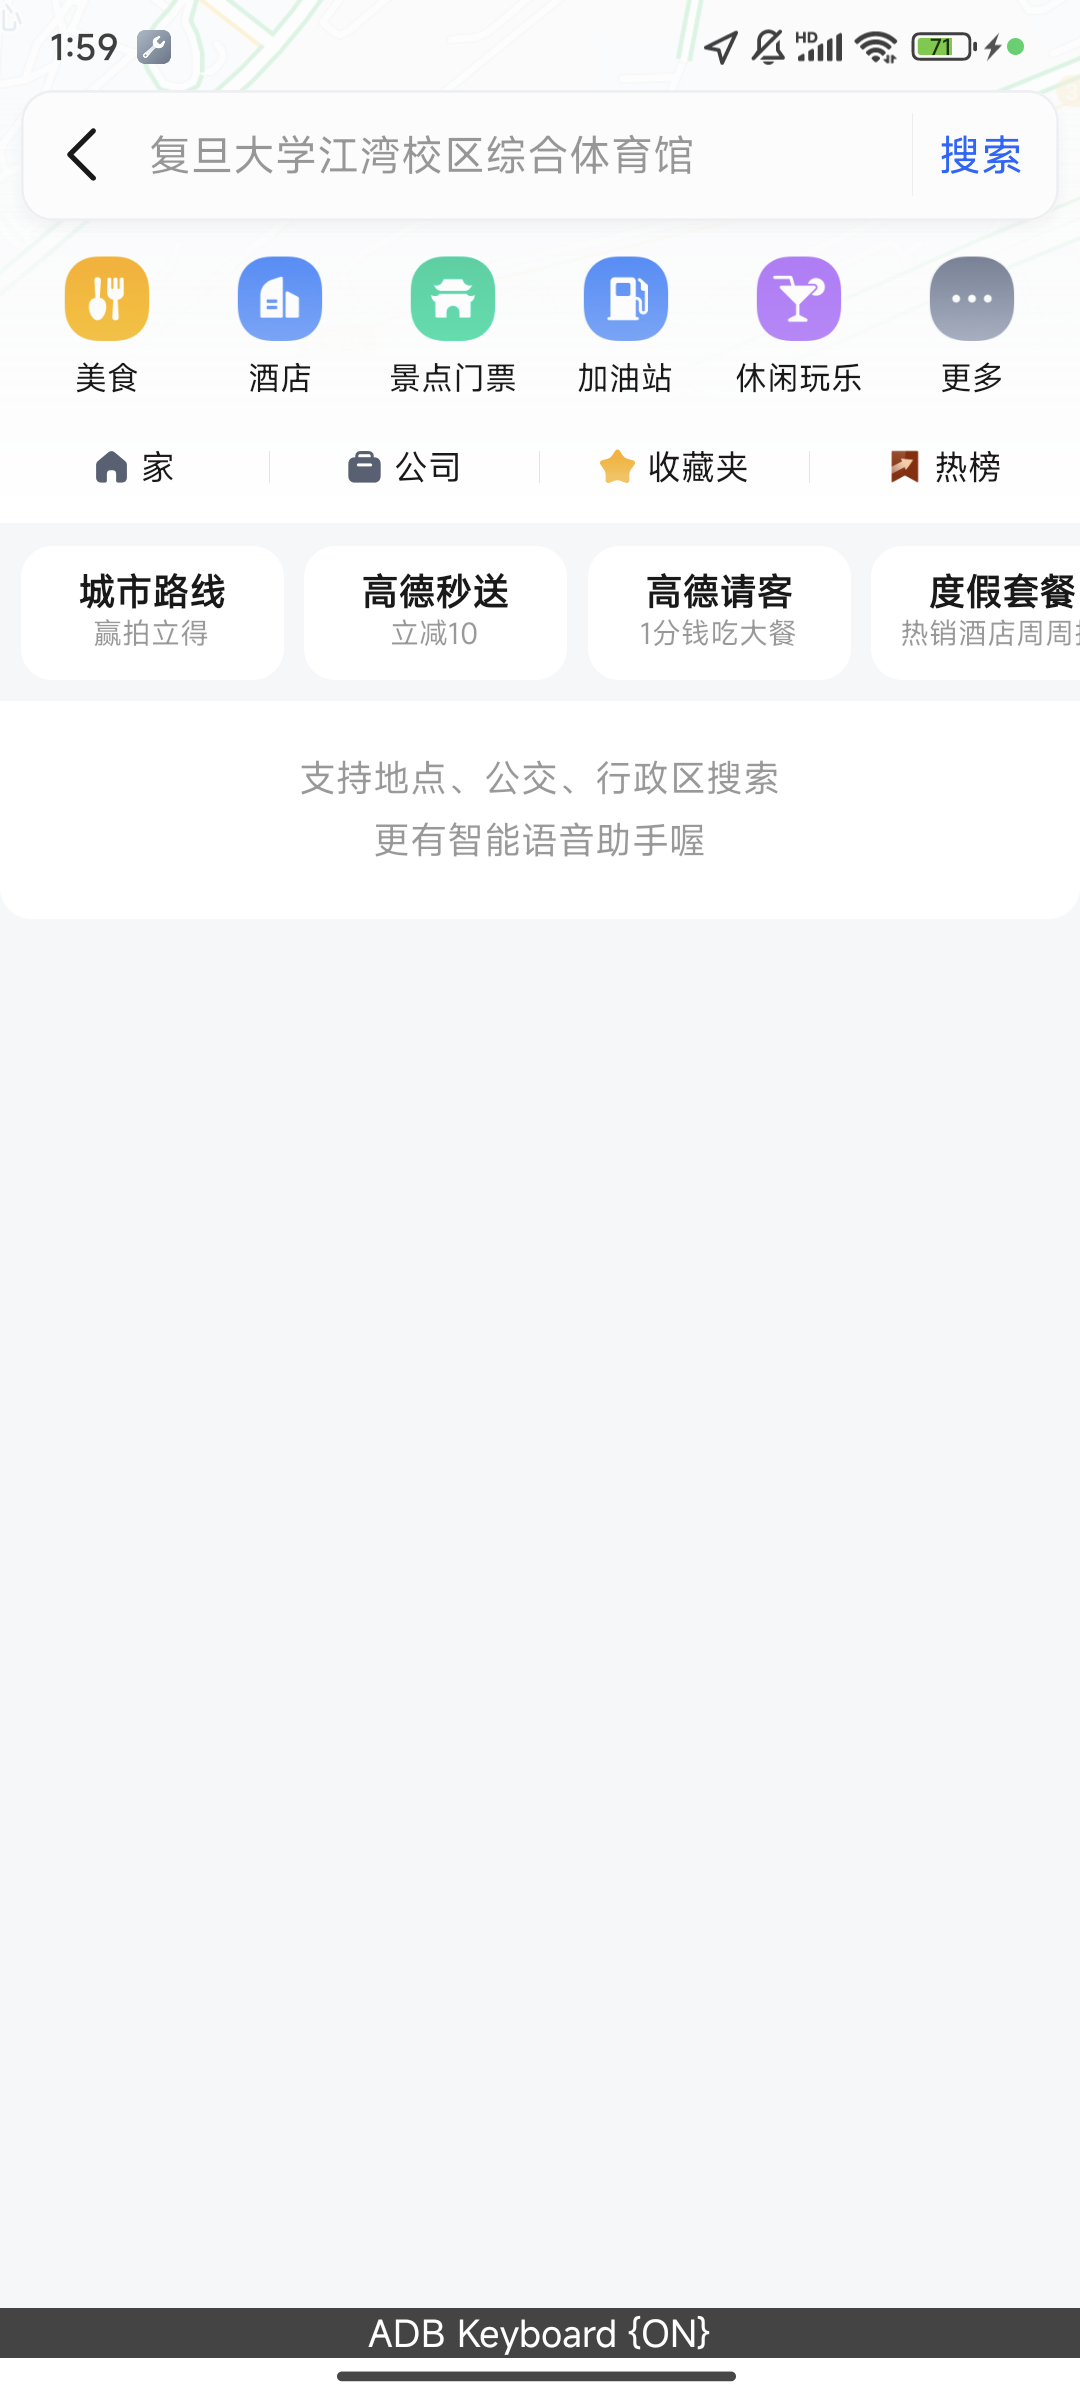 1:59
HD
71
复旦大学江湾校区综合体育馆
搜索
美食
酒店
景点门票
加油站
休闲玩乐
更多
家
公司
收藏夹
热榜
城市路线
赢拍立得
高德秒送
立减10
高德请客
1分钱吃大餐
度假套餐
热销酒店周周
支持地点、公交、行政区搜索
更有智能语音助手喔
ADB Keyboard {ON}